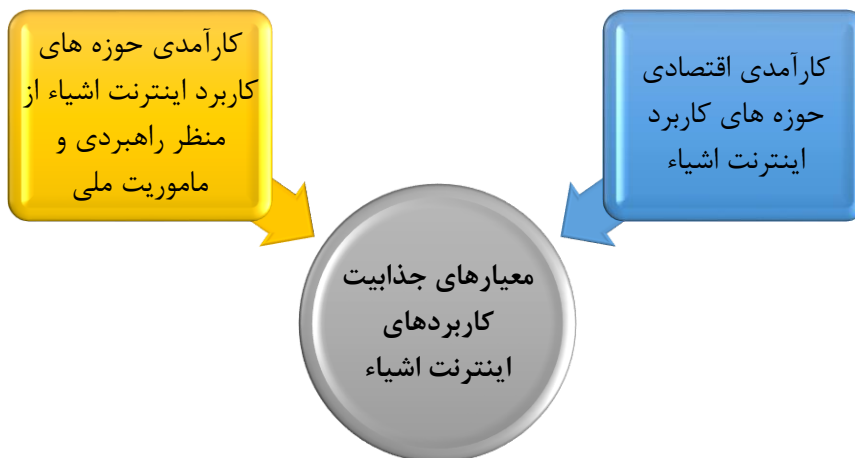 کارآمدی اقتصادی
حوزه های کاربرد
اینترنت اشیاء
کارآمدی حوزه های
کاربرد اینترنت اشیاء از
منظر راهبردی و
ماموریت ملی
معیارهای جذابیت
کاربردهای
اینترنت اشیاء